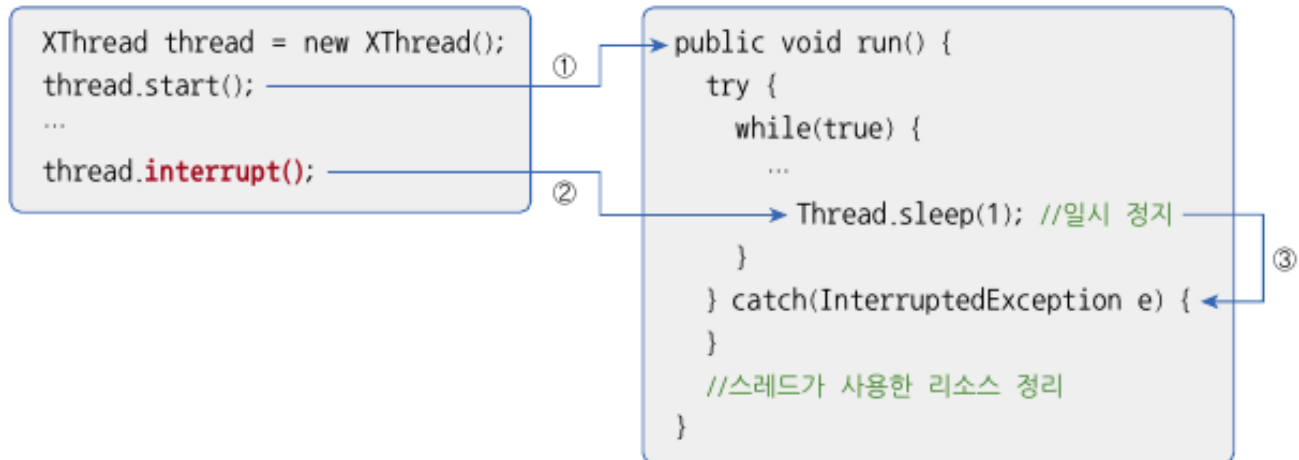 XThread thread = new XThread();
thread.start();
…
thread.interrupt();
①
②
public void run() {
try {
while(true) {
…
Thread.sleep(1); //일시 정지
}
} catch(InterruptedException e) {
}
//스레드가 사용한 리소스 정리
}
③